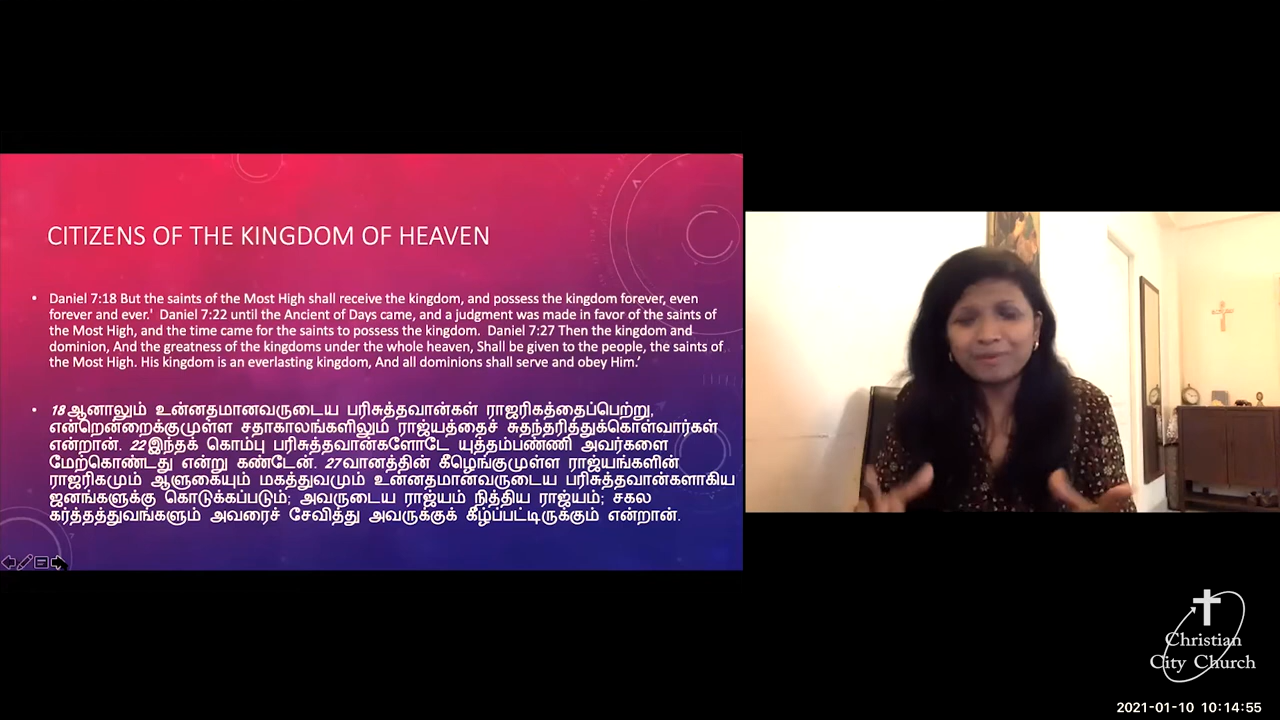 CITIZENS OF THE KINGDOM OF HEAVEN
• Daniel 7:18 But the saints of the Most High shall receive the kingdom, and possess the kingdom forever, even
forever and ever.' Daniel 7:22 until the Ancient of Days came, and a judgment was made in favor of the saints of
the Most High, and the time came for the saints to possess the kingdom. Daniel 7:27 Then the kingdom and
dominion, And the greatness of the kingdoms under the whole heaven, Shall be given to the people, the saints of
the Most High. His kingdom is an everlasting kingdom, And all dominions shall serve and obey Him.'
• 18 ஆனாலும் உன்னதமானவருடைய பரிசுத்தவான்கள் ராஜரிகத்தைப்பெற்று,
என்றென்றைக்குமுள்ள சதாகாலங்களிலும் ராஜ்யத்தைச் சுதந்தரித்துக்கொள்வார்கள்
என்றான். 22 இந்தக் கொம்பு பரிசுத்தவான்களோடே யுத்தம்பண்ணி அவர்களை
மேற்கொண்டது என்று கண்டேன். 27 வானத்தின் கீழெங்குமுள்ள ராஜ்யங்களின்
ராஜரிகமும் ஆளுகையும் மகத்துவமும் உன்னதமானவருடைய பரிசுத்தவான்களாகிய
ஜனங்களுக்கு கொடுக்கப்படும்; அவருடைய ராஜ்யம் நித்திய ராஜ்யம்; சகல
கர்த்தத்துவங்களும் அவரைச் சேவித்து அவருக்குக் கீழ்ப்பட்டிருக்கும் என்றான்.
Christian
City Church
2021-01-10 10:14:55